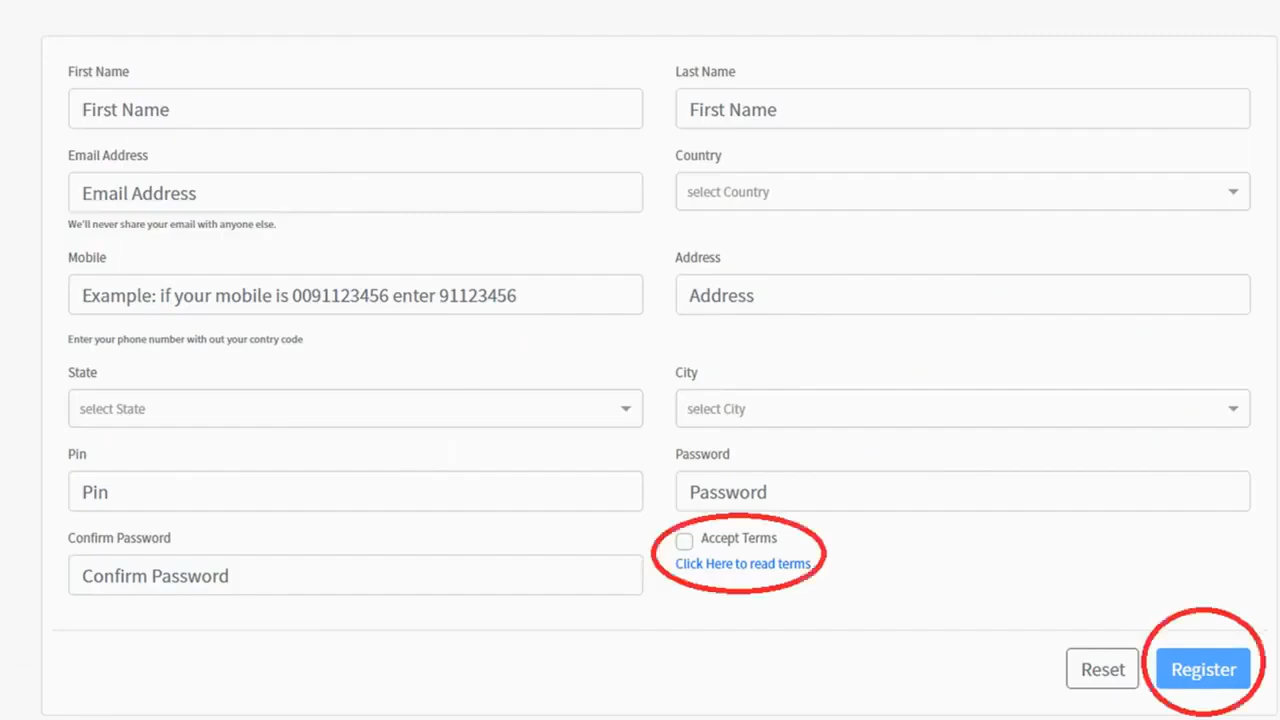 First Name
Last Name
First Name
First Name
Email Address
Country
Email Address
select Country
We'll never share your email with anyone else.
Mobile
Address
Example: if your mobile is 0091123456 enter 91123456
Address
Enter your phone number with out your contry code
State
City
select State
select City
Pin
Password
Pin
Password
Confirm Password
Accept Terms
Click Here to read terms
Confirm Password
Reset
Register